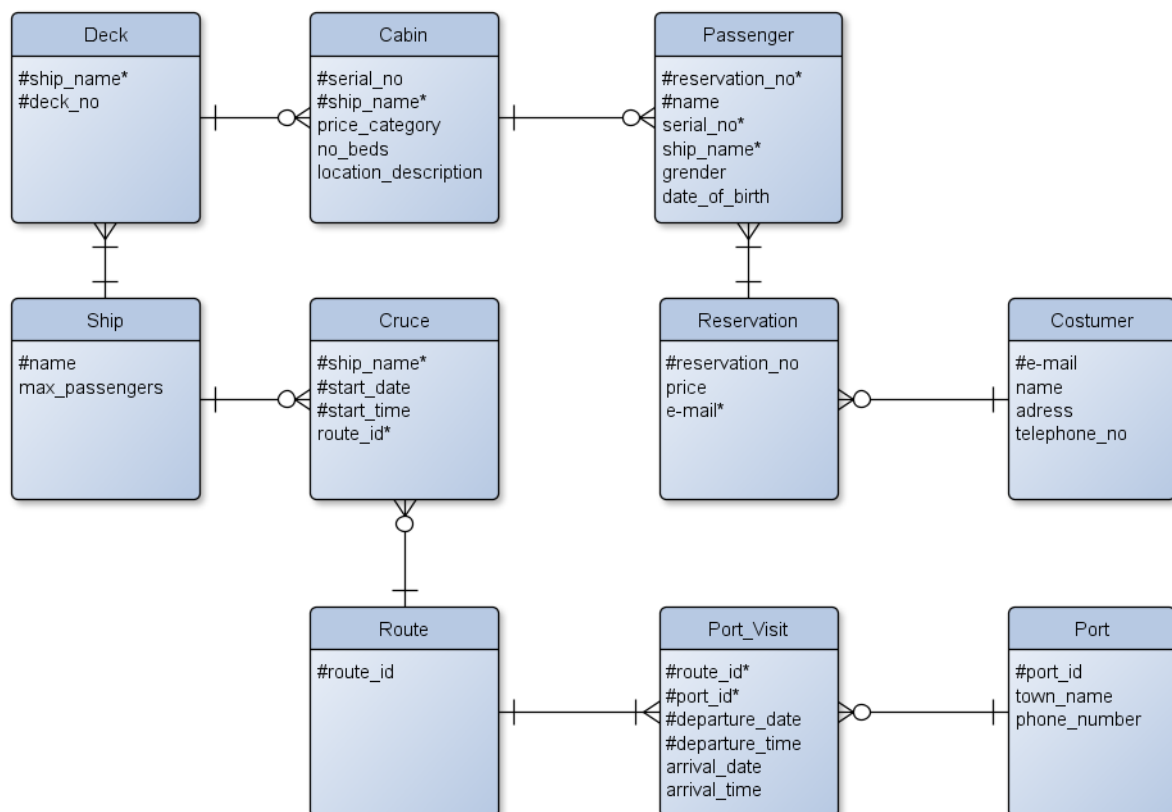 Deck
#ship_name*
#deck_no
Cabin
#serial_no
#ship_name*
price_category
no_beds
location_description
Passenger
#reservation_no*
#name
serial_no*
ship_name*
grender
date_of_birth
Ship
#name
max_passengers
Cruce
#ship_name*
#start_date
#start_time
route_id*
Reservation
#reservation_no
price
e-mail*
Costumer
#e-mail
name
adress
telephone_no
Route
#route_id
Port_Visit
#route_id*
#port_id*
#departure_date
#departure_time
arrival_date
arrival_time
Port
#port_id
town_name
phone_number